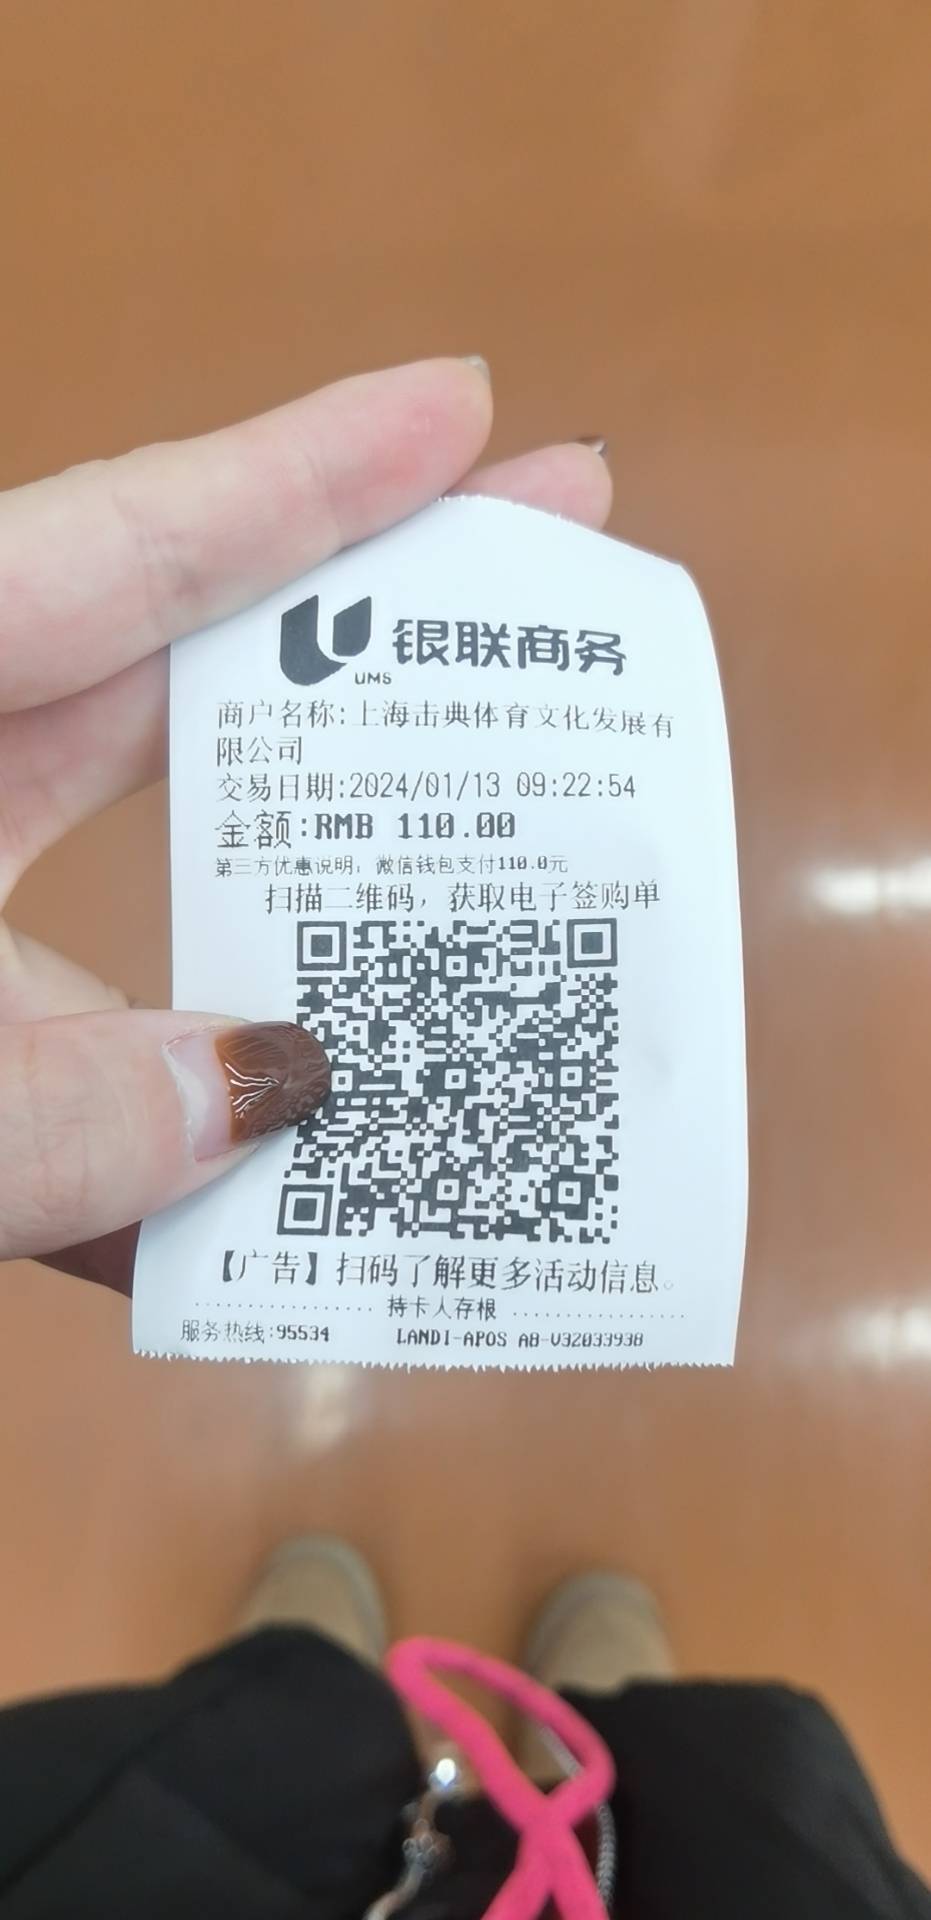 银联商务
UMS
商户名称:上海击典体育文化发展有
限公司
交易日期:2024/01/13 09:22:54
金额:RMB 110.00
第三方优惠说明: 微信钱包支付110.0元
扫描二维码，获取电子签购单
【广告】扫码了解更多活动信息。
持卡人存根
服务热线:95534 LANDI-APOS A8-V32033938